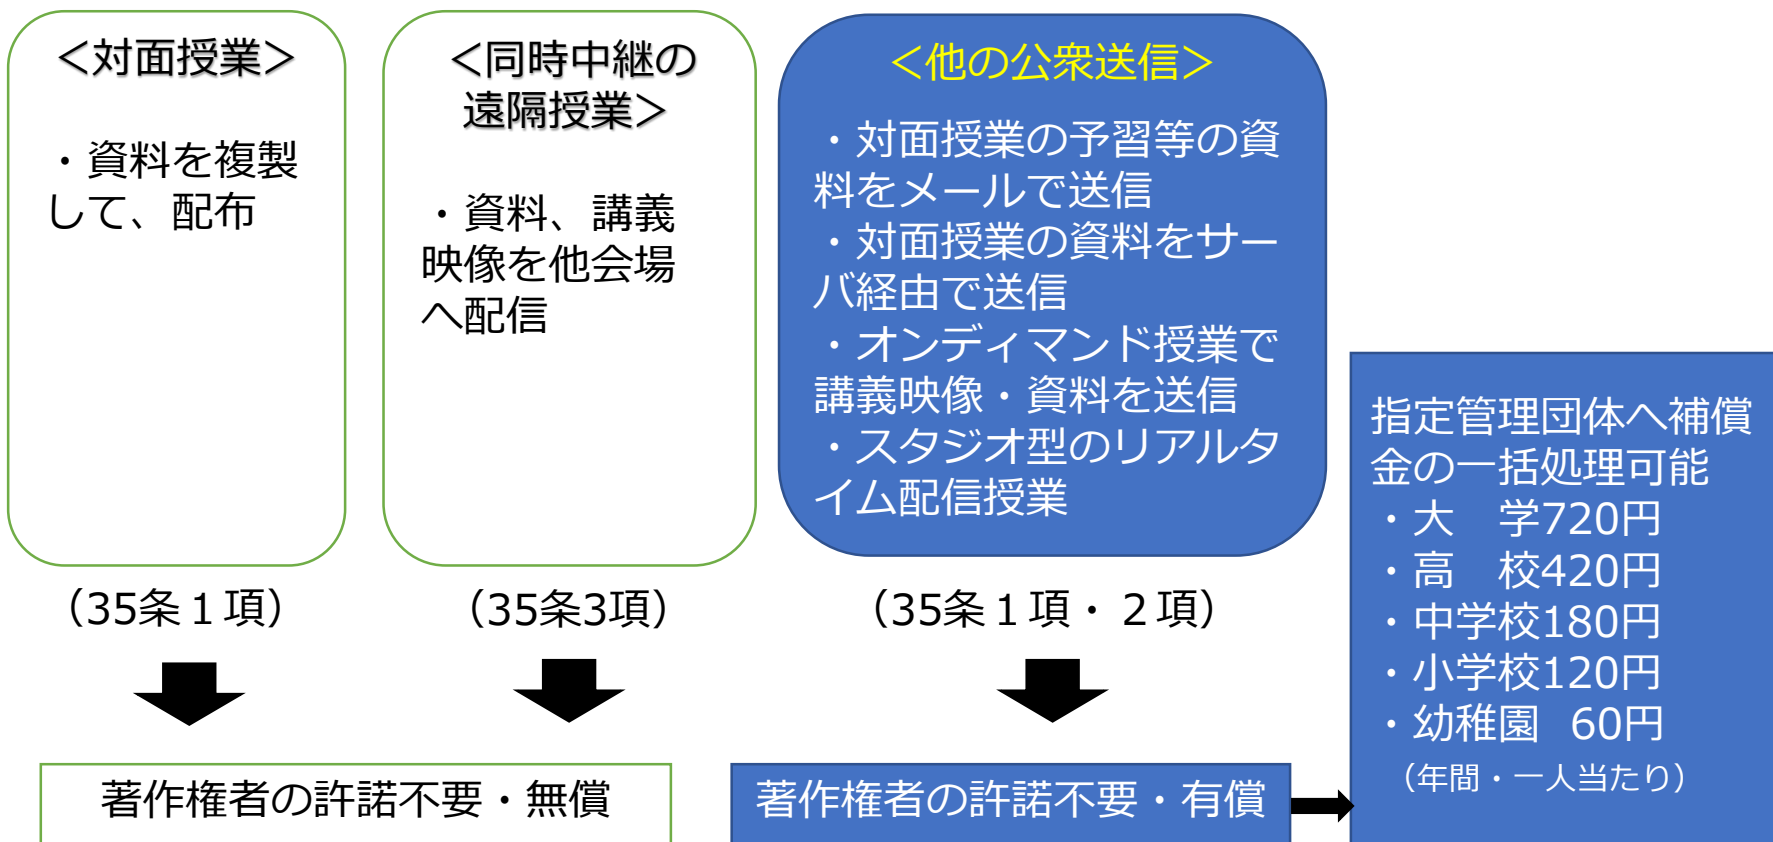 ＜対面授業＞
・資料を複製
して、配布
（35条１項）
＜同時中継の
遠隔授業＞
・資料、講義
映像を他会場
へ配信
（35条3項）
＜他の公衆送信＞
・対面授業の予習等の資
料をメールで送信
・対面授業の資料をサー
バ経由で送信
・オンディマンド授業で
講義映像・資料を送信
・スタジオ型のリアルタ
イム配信授業
（35条１項・２項）
著作権者の許諾不要・無償
著作権者の許諾不要・有償
指定管理団体へ補償
金の一括処理可能
・大　学720円
・高　校420円
・中学校180円
・小学校120円
・幼稚園 60円
（年間・一人当たり）